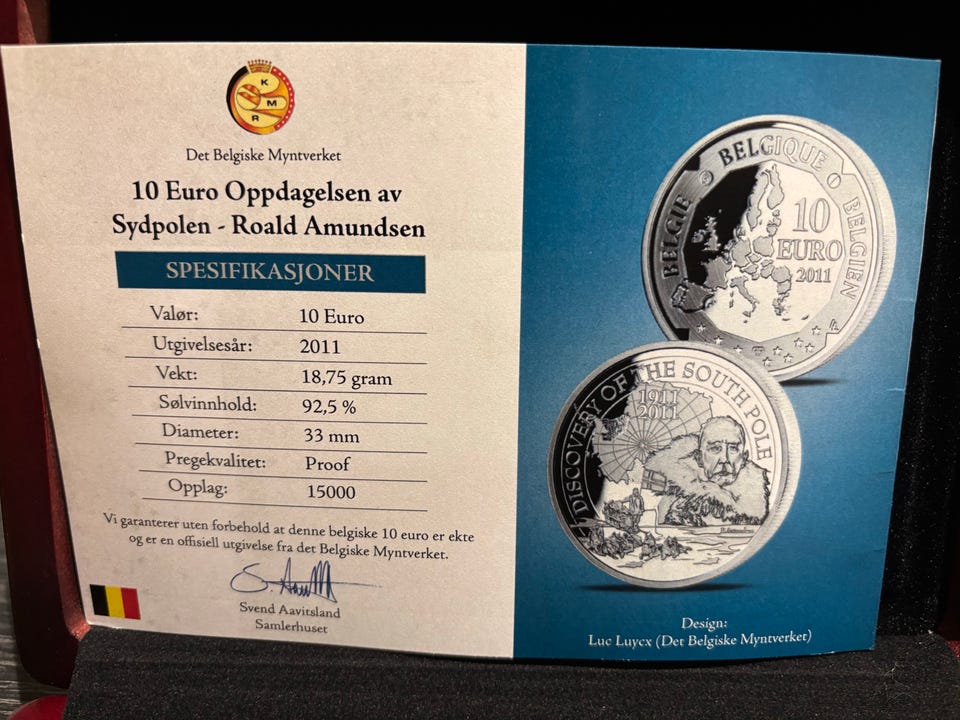 K
M
R
Det Belgiske Myntverket
10 Euro Oppdagelsen av
Sydpolen - Roald Amundsen
SPESIFIKASJONER
Valør: 10 Euro
Utgivelsesår: 2011
Vekt: 18,75 gram
Sølvinnhold: 92,5 %
Diameter: 33 mm
Pregekvalitet: Proof
Opplag: 15000
Vi garanterer uten forbehold at denne belgiske 10 euro er ekte
og er en offisiell utgivelse fra det Belgiske Myntverket.
Svend Aavitsland
Samlerhuset
BELGIE BELGIQUE BELGIEN
10
EURO
2011
DISCOVERY OF THE SOUTH POLE
1911
2011
Design:
Luc Luycx (Det Belgiske Myntverket)